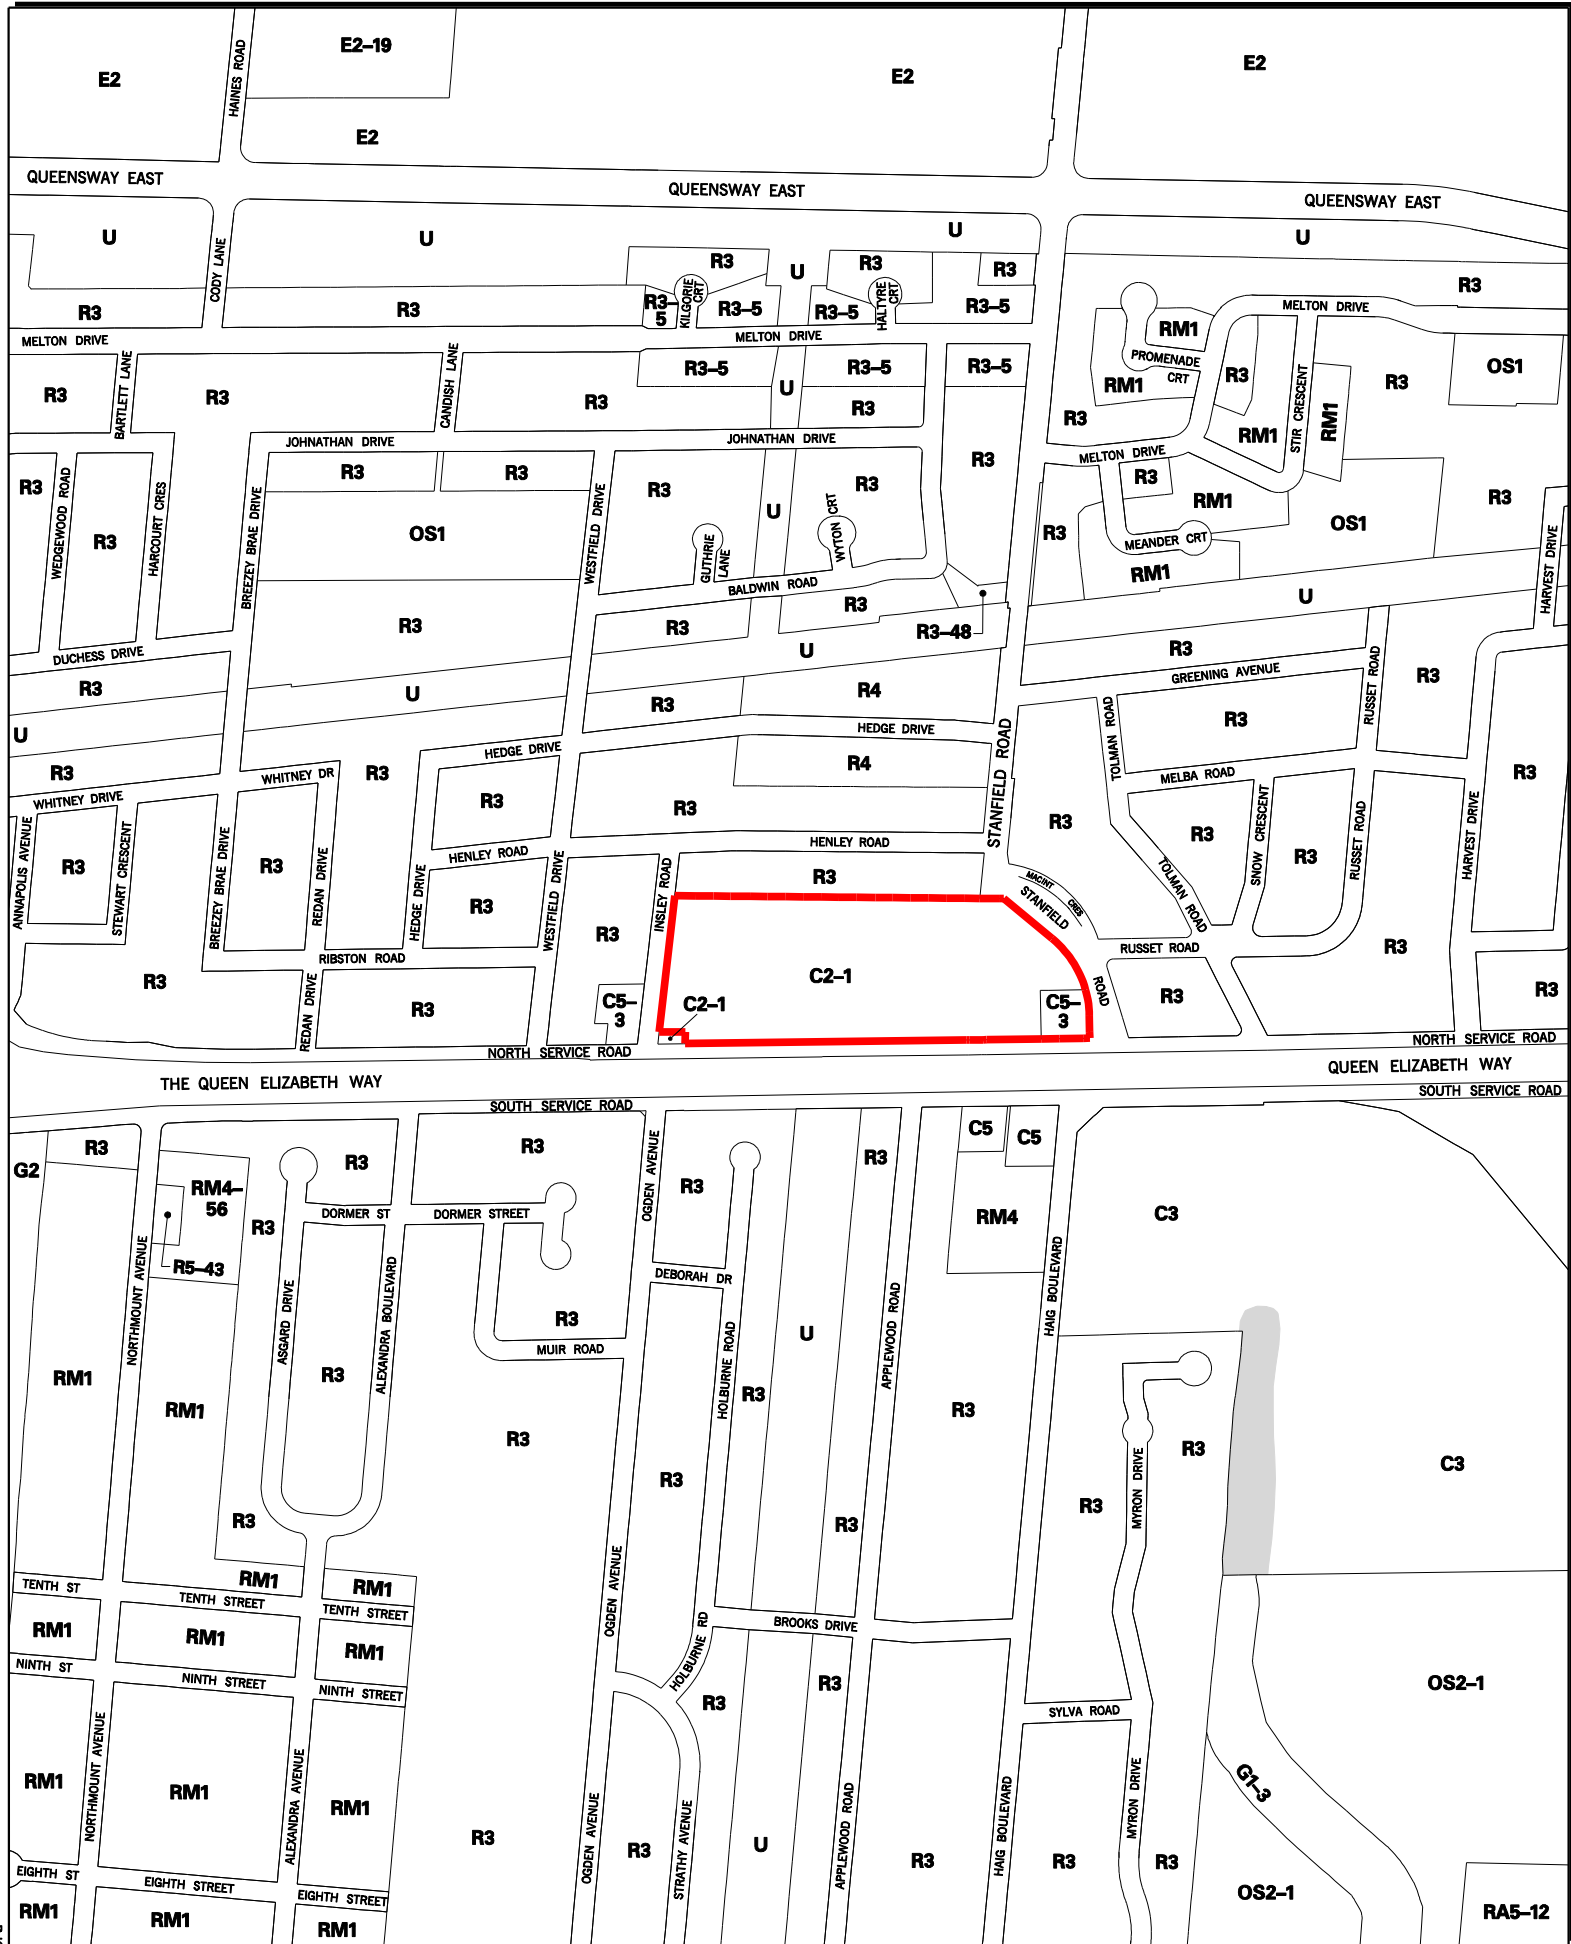 E2
HAINES ROAD
E2–19
E2
E2
E2
QUEENSWAY EAST
QUEENSWAY EAST
QUEENSWAY EAST
U
CODY LANE
U
U
U
U
R3
R3
KILGORIE CRT
R3–5
R3–5
R3
R3–5
HALTYRE CRT
R3
R3–5
R3
R3
R3
MELTON DRIVE
MELTON DRIVE
MELTON DRIVE
RM1
PROMENADE CRT
RM1
R3
STIR CRESCENT
RM1
RM1
R3
OS1
R3
BARTLETT LANE
R3
CANDISH LANE
R3
R3–5
U
R3–5
R3
R3–5
R3
JOHNATHAN DRIVE
JOHNATHAN DRIVE
MELTON DRIVE
R3
WEDGEWOOD ROAD
R3
HARCOURT CRES
BREEZEY BRAE DRIVE
R3
R3
OS1
R3
WESTFIELD DRIVE
R3
GUTHRIE LANE
U
WYTON CRT
R3
R3
R3
R3
RM1
MEANDER CRT
RM1
OS1
R3
HARVEST DRIVE
BALDWIN ROAD
R3
R3
R3–48
U
U
DUCHESS DRIVE
R3
U
U
R3
R4
R3
GREENING AVENUE
RUSSET ROAD
R3
R3
WHITNEY DRIVE
WHITNEY DR
R3
HEDGE DRIVE
HEDGE DRIVE
STANFIELD ROAD
TOLMAN ROAD
R3
MELBA ROAD
R3
ANNAPOLIS AVENUE
R3
STEWART CRESCENT
BREEZEY BRAE DRIVE
R3
REDAN DRIVE
HEDGE DRIVE
R3
HENLEY ROAD
R3
R3
R4
HENLEY ROAD
R3
WESTFIELD DRIVE
INSLEY ROAD
R3
MACINT CRES
STANFIELD
ROAD
R3
TOLMAN ROAD
R3
SNOW CRESCENT
R3
RUSSET ROAD
HARVEST DRIVE
RUSSET ROAD
R3
R3
R3
R3
REDAN DRIVE
RIBSTON ROAD
R3
C5–3
C2–1
C2–1
C5–3
NORTH SERVICE ROAD
NORTH SERVICE ROAD
THE QUEEN ELIZABETH WAY
QUEEN ELIZABETH WAY
SOUTH SERVICE ROAD
SOUTH SERVICE ROAD
G2
R3
RM4–56
R5–43
R3
R3
DORMER ST
DORMER STREET
R3
OGDEN AVENUE
R3
R3
C5
C5
RM4
C3
NORTHMOUNT AVENUE
ASGARD DRIVE
ALEXANDRA BOULEVARD
DEBORAH DR
R3
MUIR ROAD
HOLBURNE ROAD
U
APPLEWOOD ROAD
HAIG BOULEVARD
RM1
RM1
R3
R3
R3
R3
R3
R3
MYRON DRIVE
R3
R3
C3
R3
R3
OGDEN AVENUE
RM1
RM1
TENTH ST
TENTH STREET
TENTH STREET
RM1
RM1
RM1
HOLBURNE RD
BROOKS DRIVE
NINTH ST
NINTH STREET
NINTH STREET
R3
R3
SYLVA ROAD
OS2–1
RM1
NORTHMOUNT AVENUE
RM1
ALEXANDRA AVENUE
RM1
R3
OGDEN AVENUE
R3
STRATHY AVENUE
U
APPLEWOOD ROAD
R3
HAIG BOULEVARD
R3
MYRON DRIVE
R3
G1–3
OS2–1
RA5–12
EIGHTH ST
EIGHTH STREET
EIGHTH STREET
RM1
RM1
RM1